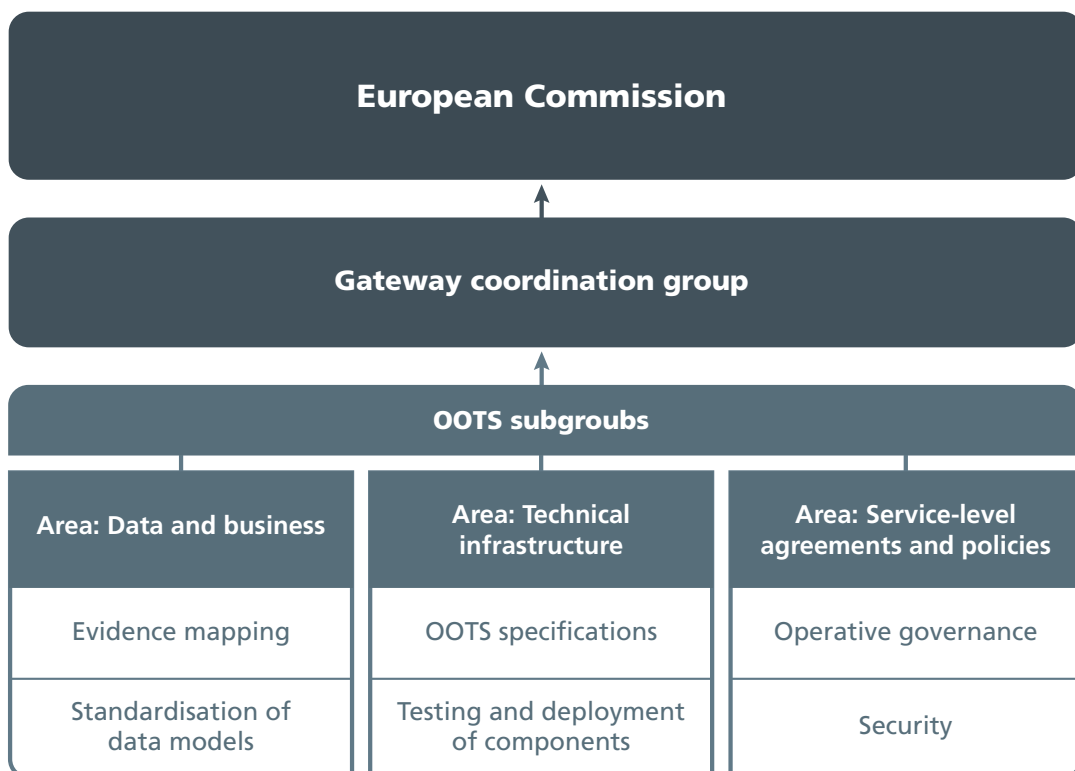 European Commission
Gateway coordination group
OOTS subgroubs
Area: Data and business
Evidence mapping
Standardisation of
data models
Area: Technical
infrastructure
OOTS specifications
Testing and deployment
of components
Area: Service-level
agreements and policies
Operative governance
Security